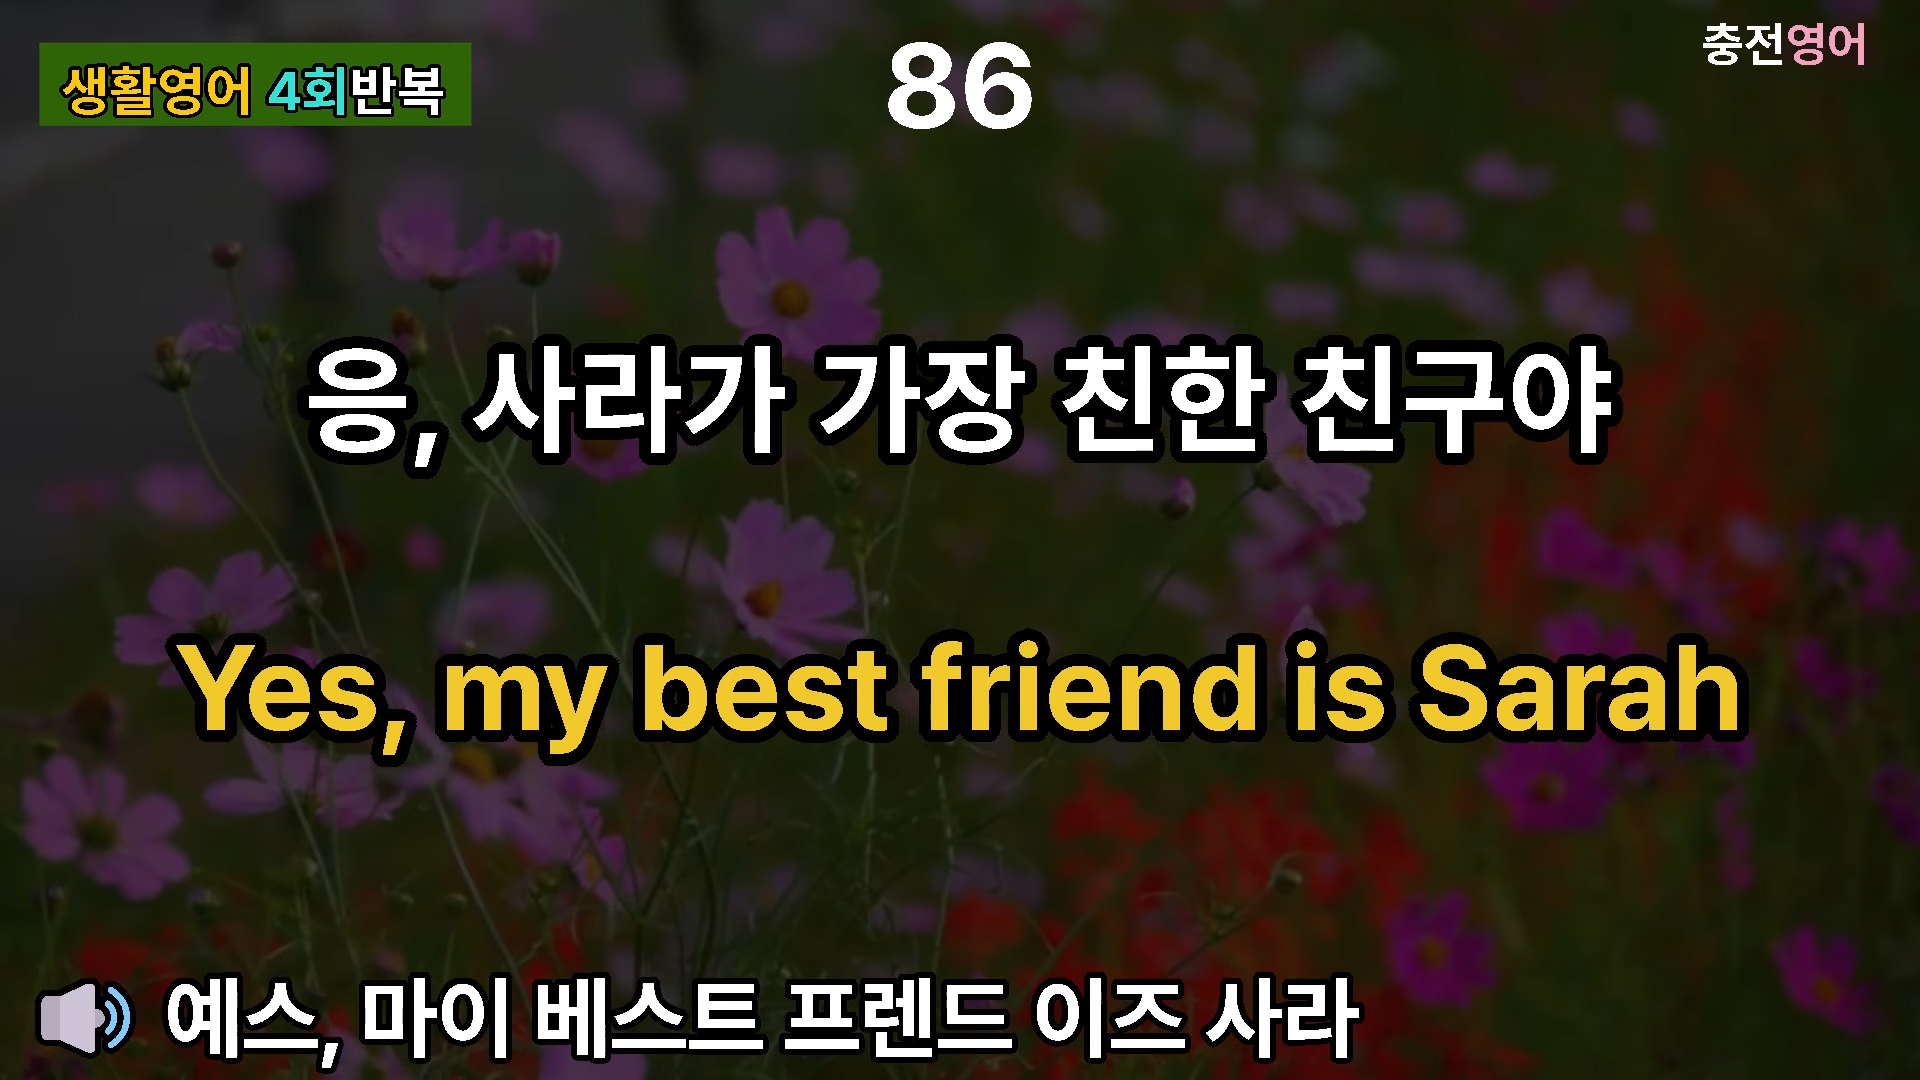 생활영어 4회반복
86
충전영어
응, 사라가 가장 친한 친구야
Yes, my best friend is Sarah
예스, 마이 베스트 프렌드 이즈 사라